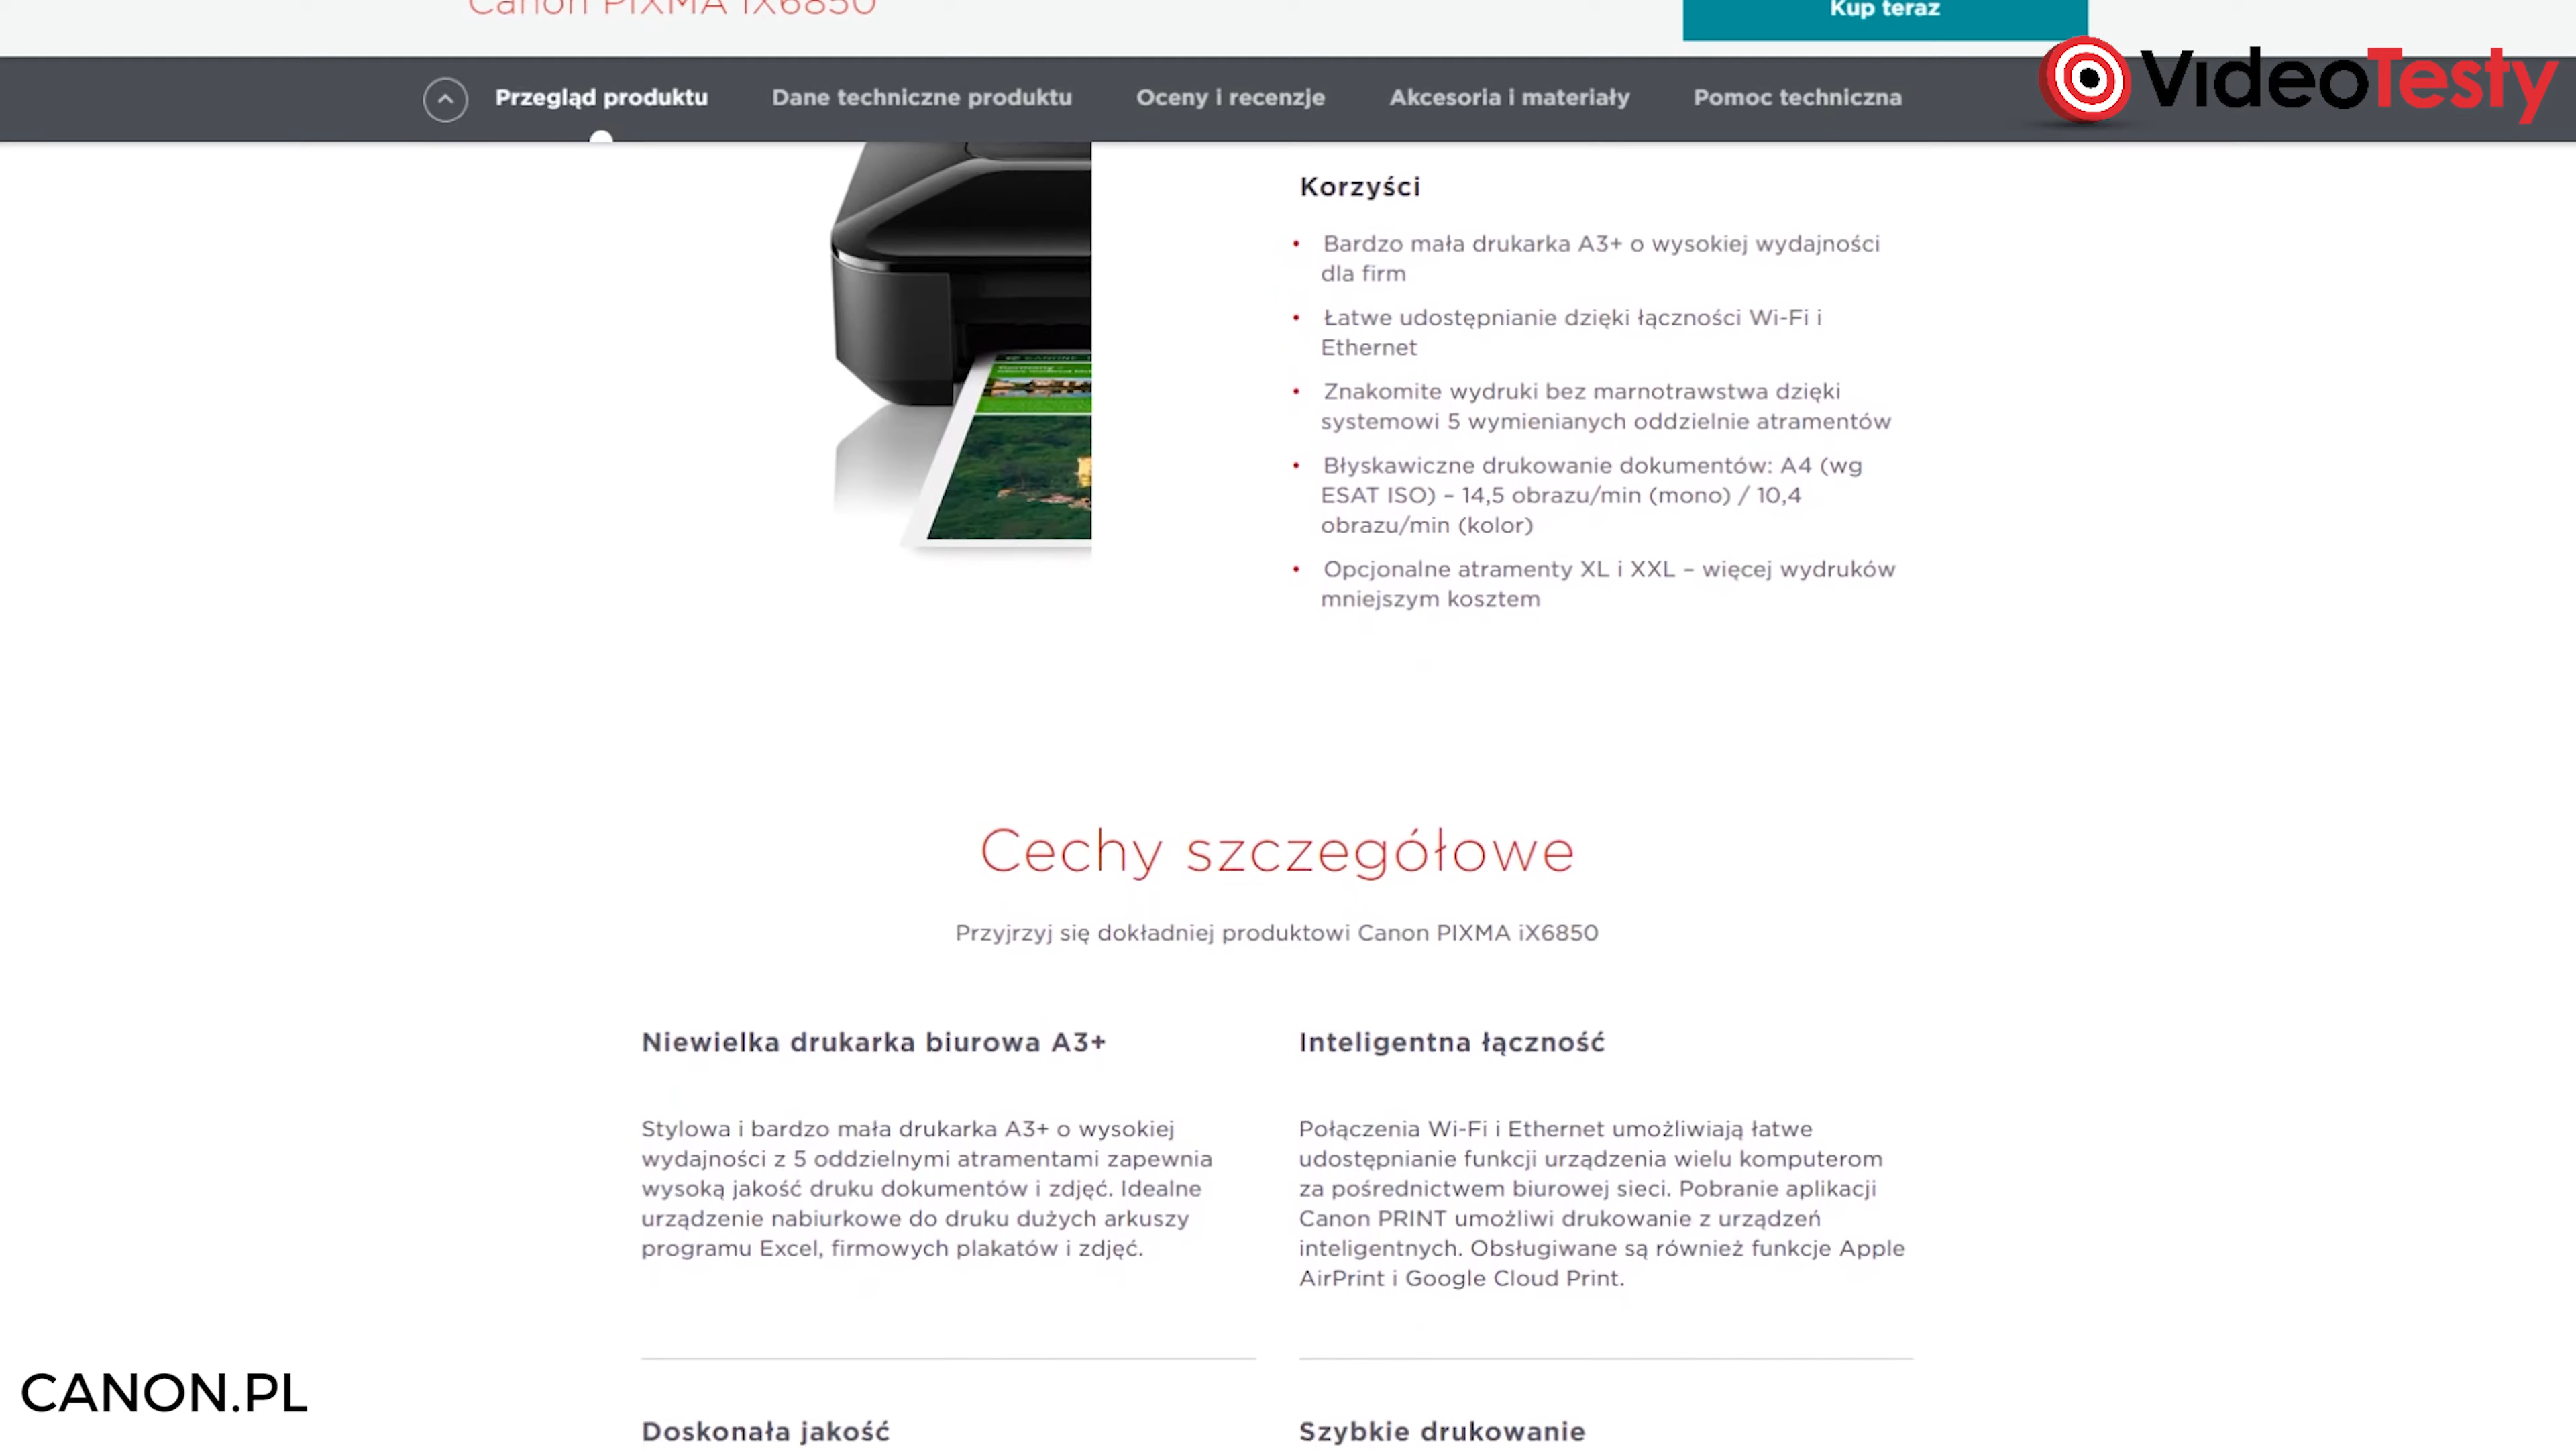 Canon PIXMA iX6850
Kup teraz
VideoTesty
Przegląd produktu
Dane techniczne produktu
Oceny i recenzje
Akcesoria i materiały
Pomoc techniczna
Korzyści
• Bardzo mała drukarka A3+ o wysokiej wydajności
dla firm
• Łatwe udostępnianie dzięki łączności Wi-Fi i
Ethernet
• Znakomite wydruki bez marnotrawstwa dzięki
systemowi 5 wymienianych oddzielnie atramentów
• Błyskawiczne drukowanie dokumentów: A4 (wg
ESAT ISO) – 14,5 obrazu/min (mono) / 10,4
obrazu/min (kolor)
• Opcjonalne atramenty XL i XXL – więcej wydruków
mniejszym kosztem
Cechy szczegółowe
Przyjrzyj się dokładniej produktowi Canon PIXMA iX6850
Niewielka drukarka biurowa A3+
Stylowa i bardzo mała drukarka A3+ o wysokiej
wydajności z 5 oddzielnymi atramentami zapewnia
wysoką jakość druku dokumentów i zdjęć. Idealne
urządzenie nabiurkowe do druku dużych arkuszy
programu Excel, firmowych plakatów i zdjęć.
Inteligentna łączność
Połączenia Wi-Fi i Ethernet umożliwiają łatwe
udostępnianie funkcji urządzenia wielu komputerom
za pośrednictwem biurowej sieci. Pobranie aplikacji
Canon PRINT umożliwi drukowanie z urządzeń
inteligentnych. Obsługiwane są również funkcje Apple
AirPrint i Google Cloud Print.
Doskonała jakość
Szybkie drukowanie
CANON.PL